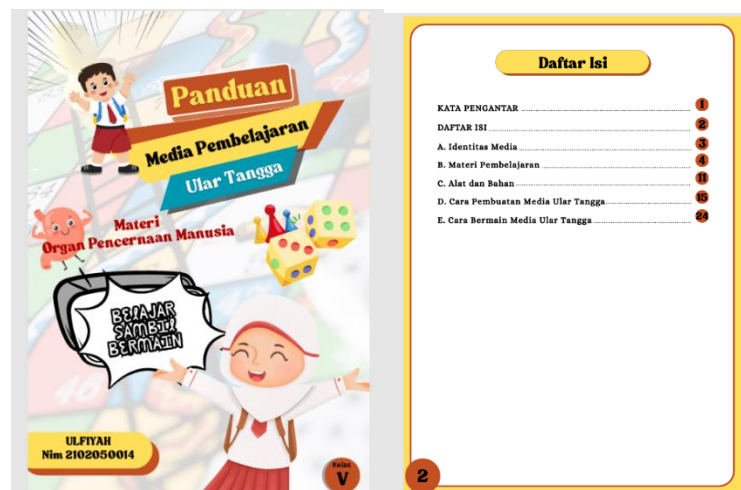 Panduan
Media Pembelajaran
Ular Tangga
Materi
Organ Pencernaan Manusia
BELAJAR
SAMBIL
BERMAIN
ULFIYAH
Nim 2102050014
Kelas
V
Daftar Isi
KATA PENGANTAR 1
DAFTAR ISI 2
A. Identitas Media 3
B. Materi Pembelajaran 4
C. Alat dan Bahan 11
D. Cara Pembuatan Media Ular Tangga 15
E. Cara Bermain Media Ular Tangga 24
2